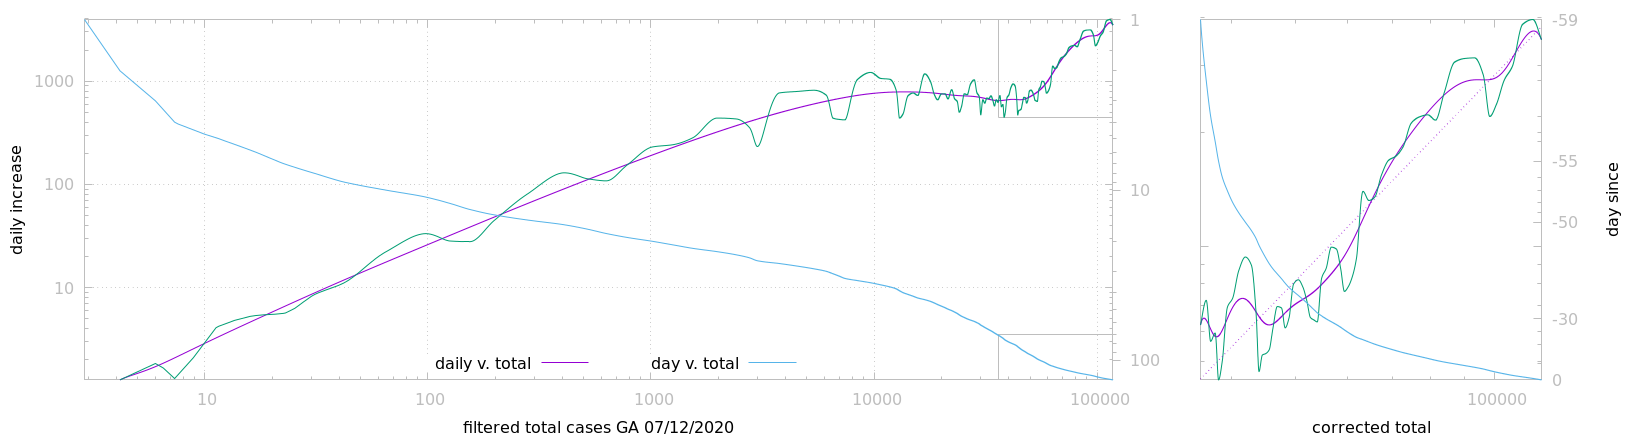 1000
100
10
daily increase
daily v. total
day v. total
10
100
1000
10000
100000
filtered total cases GA 07/12/2020
1
10
100
-59
-55
-50
-30
0
day since
100000
corrected total